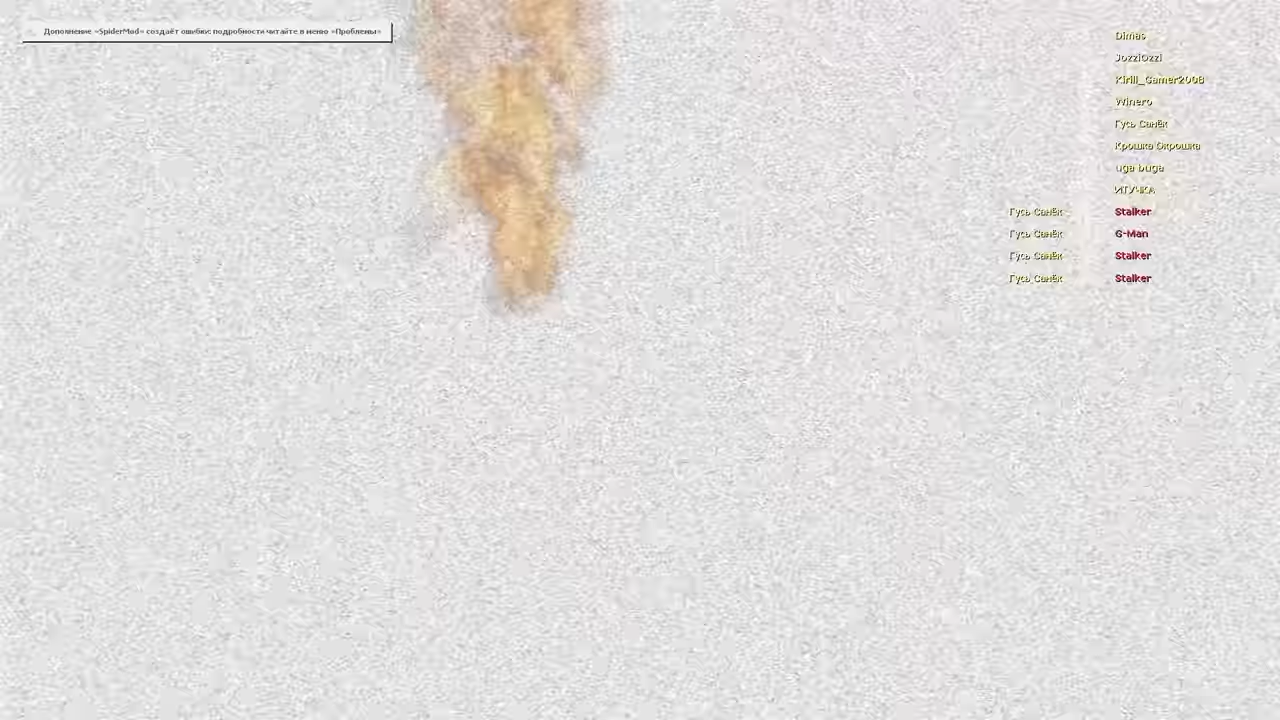 Дополнение «SpiderMod» создаёт ошибки: подробности читайте в меню «Проблемы»
Dimas
JozziOzzi
Kirill_Gamer2008
Winero
Гусь Санёк
Крошка Окрошка
uga buga
ИГУЧКА
Гусь Санёк Stalker
Гусь Санёк G-Man
Гусь Санёк Stalker
Гусь Санёк Stalker